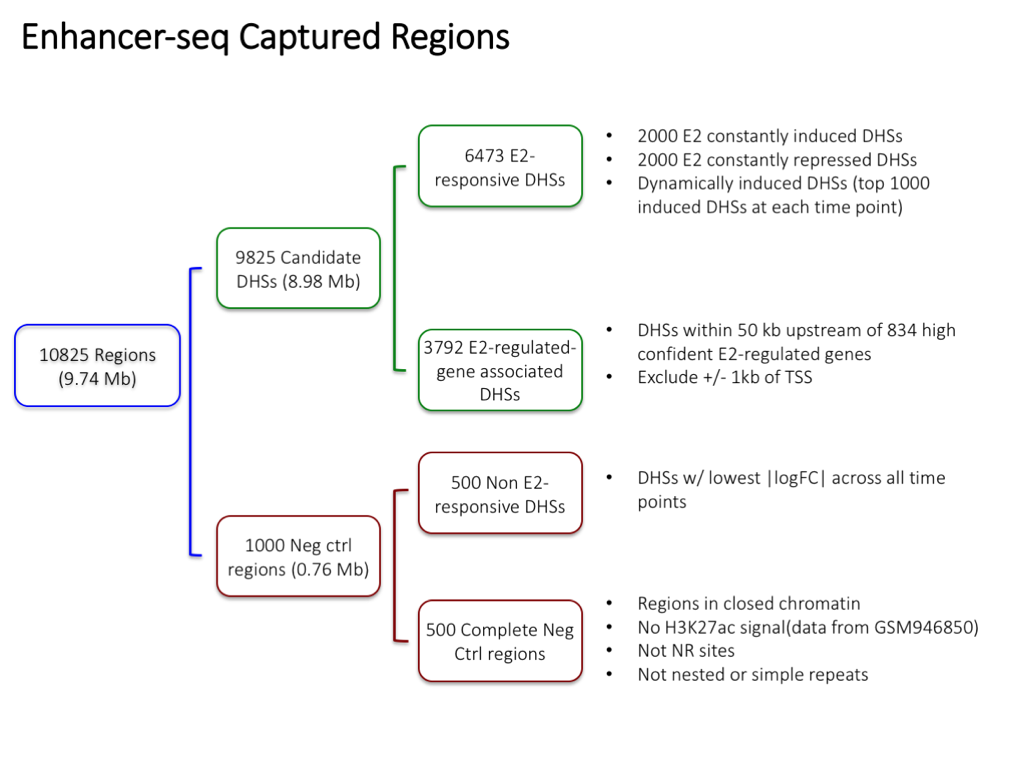 Enhancer-seq Captured Regions
6473 E2-
responsive DHSs
• 2000 E2 constantly induced DHSs
• 2000 E2 constantly repressed DHSs
• Dynamically induced DHSs (top 1000
induced DHSs at each time point)
9825 Candidate
DHSs (8.98 Mb)
10825 Regions
(9.74 Mb)
3792 E2-regulated-
gene associated
DHSs
• DHSs within 50 kb upstream of 834 high
confident E2-regulated genes
• Exclude +/- 1kb of TSS
500 Non E2-
responsive DHSs
• DHSs w/ lowest |logFC| across all time
points
1000 Neg ctrl
regions (0.76 Mb)
500 Complete Neg
Ctrl regions
• Regions in closed chromatin
• No H3K27ac signal(data from GSM946850)
• Not NR sites
• Not nested or simple repeats